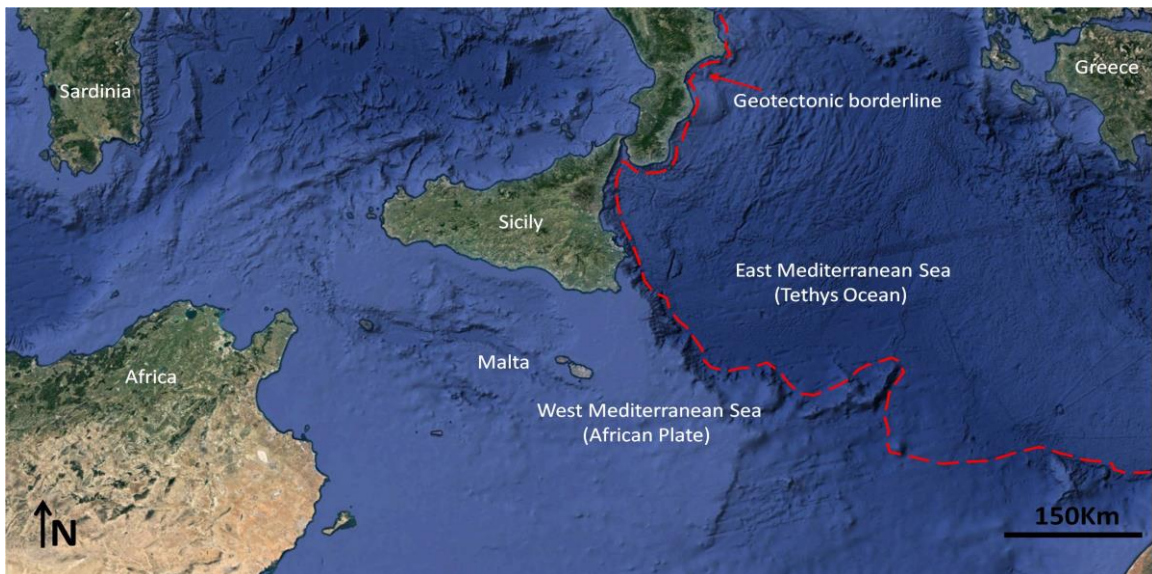 Sardinia
Greece
Geotectonic borderline
Sicily
East Mediterranean Sea
(Tethys Ocean)
Malta
Africa
West Mediterranean Sea
(African Plate)
N
150Km